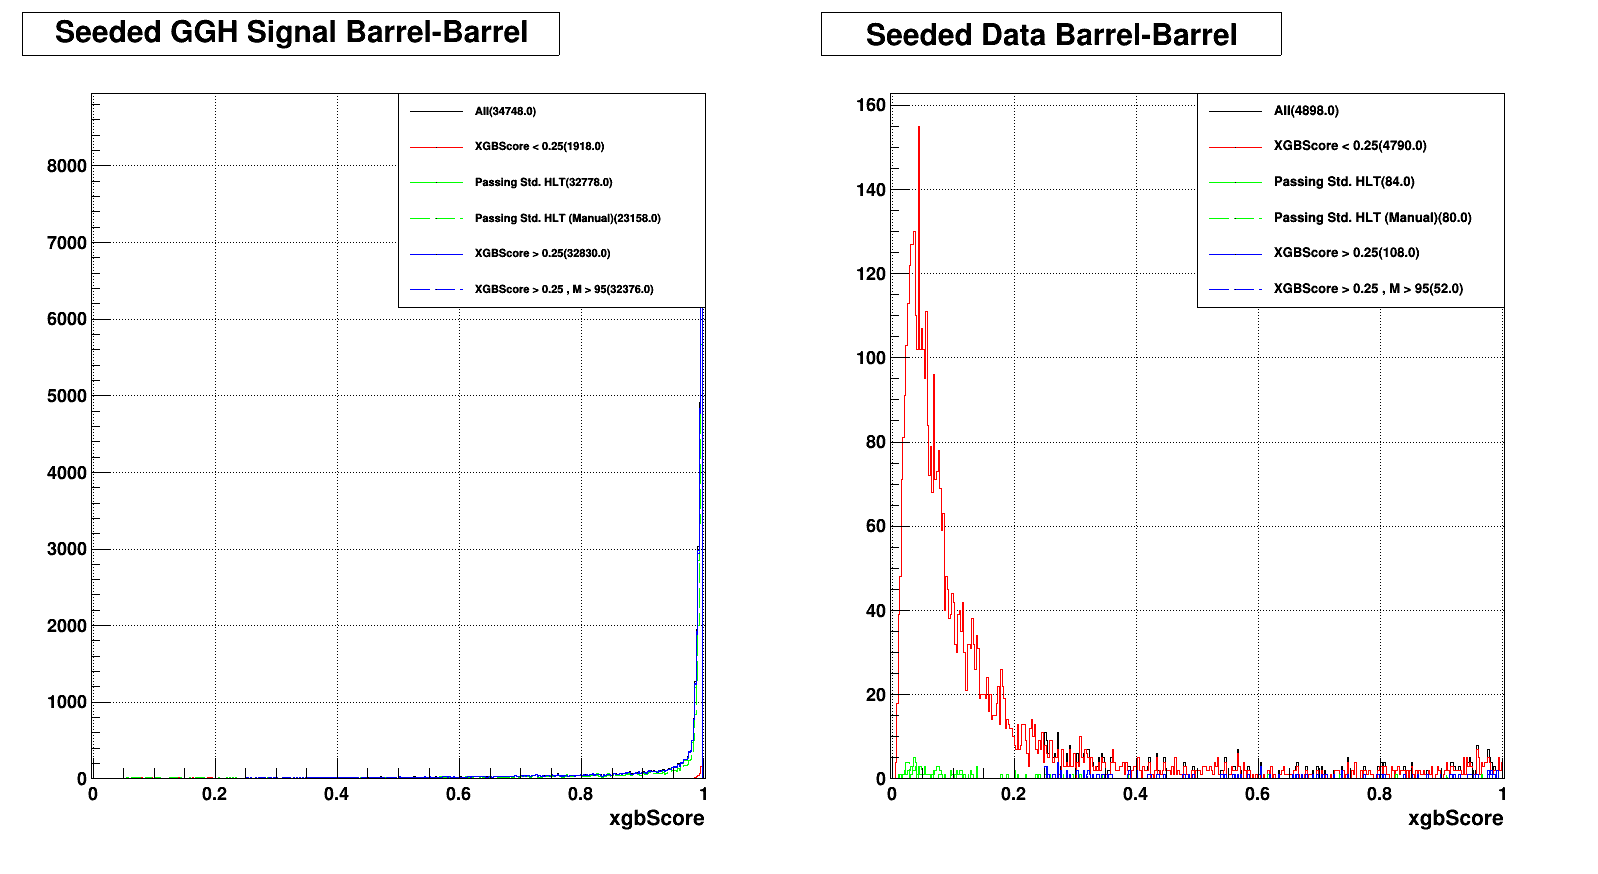 Seeded GGH Signal Barrel-Barrel
All(34748.0)
XGBScore < 0.25(1918.0)
Passing Std. HLT(32778.0)
Passing Std. HLT (Manual)(23158.0)
XGBScore > 0.25(32830.0)
XGBScore > 0.25 , M > 95(32376.0)
8000
7000
6000
5000
4000
3000
2000
1000
0
0 0.2 0.4 0.6 0.8 1
xgbScore
Seeded Data Barrel-Barrel
All(4898.0)
XGBScore < 0.25(4790.0)
Passing Std. HLT(84.0)
Passing Std. HLT (Manual)(80.0)
XGBScore > 0.25(108.0)
XGBScore > 0.25 , M > 95(52.0)
160
140
120
100
80
60
40
20
0
0 0.2 0.4 0.6 0.8 1
xgbScore